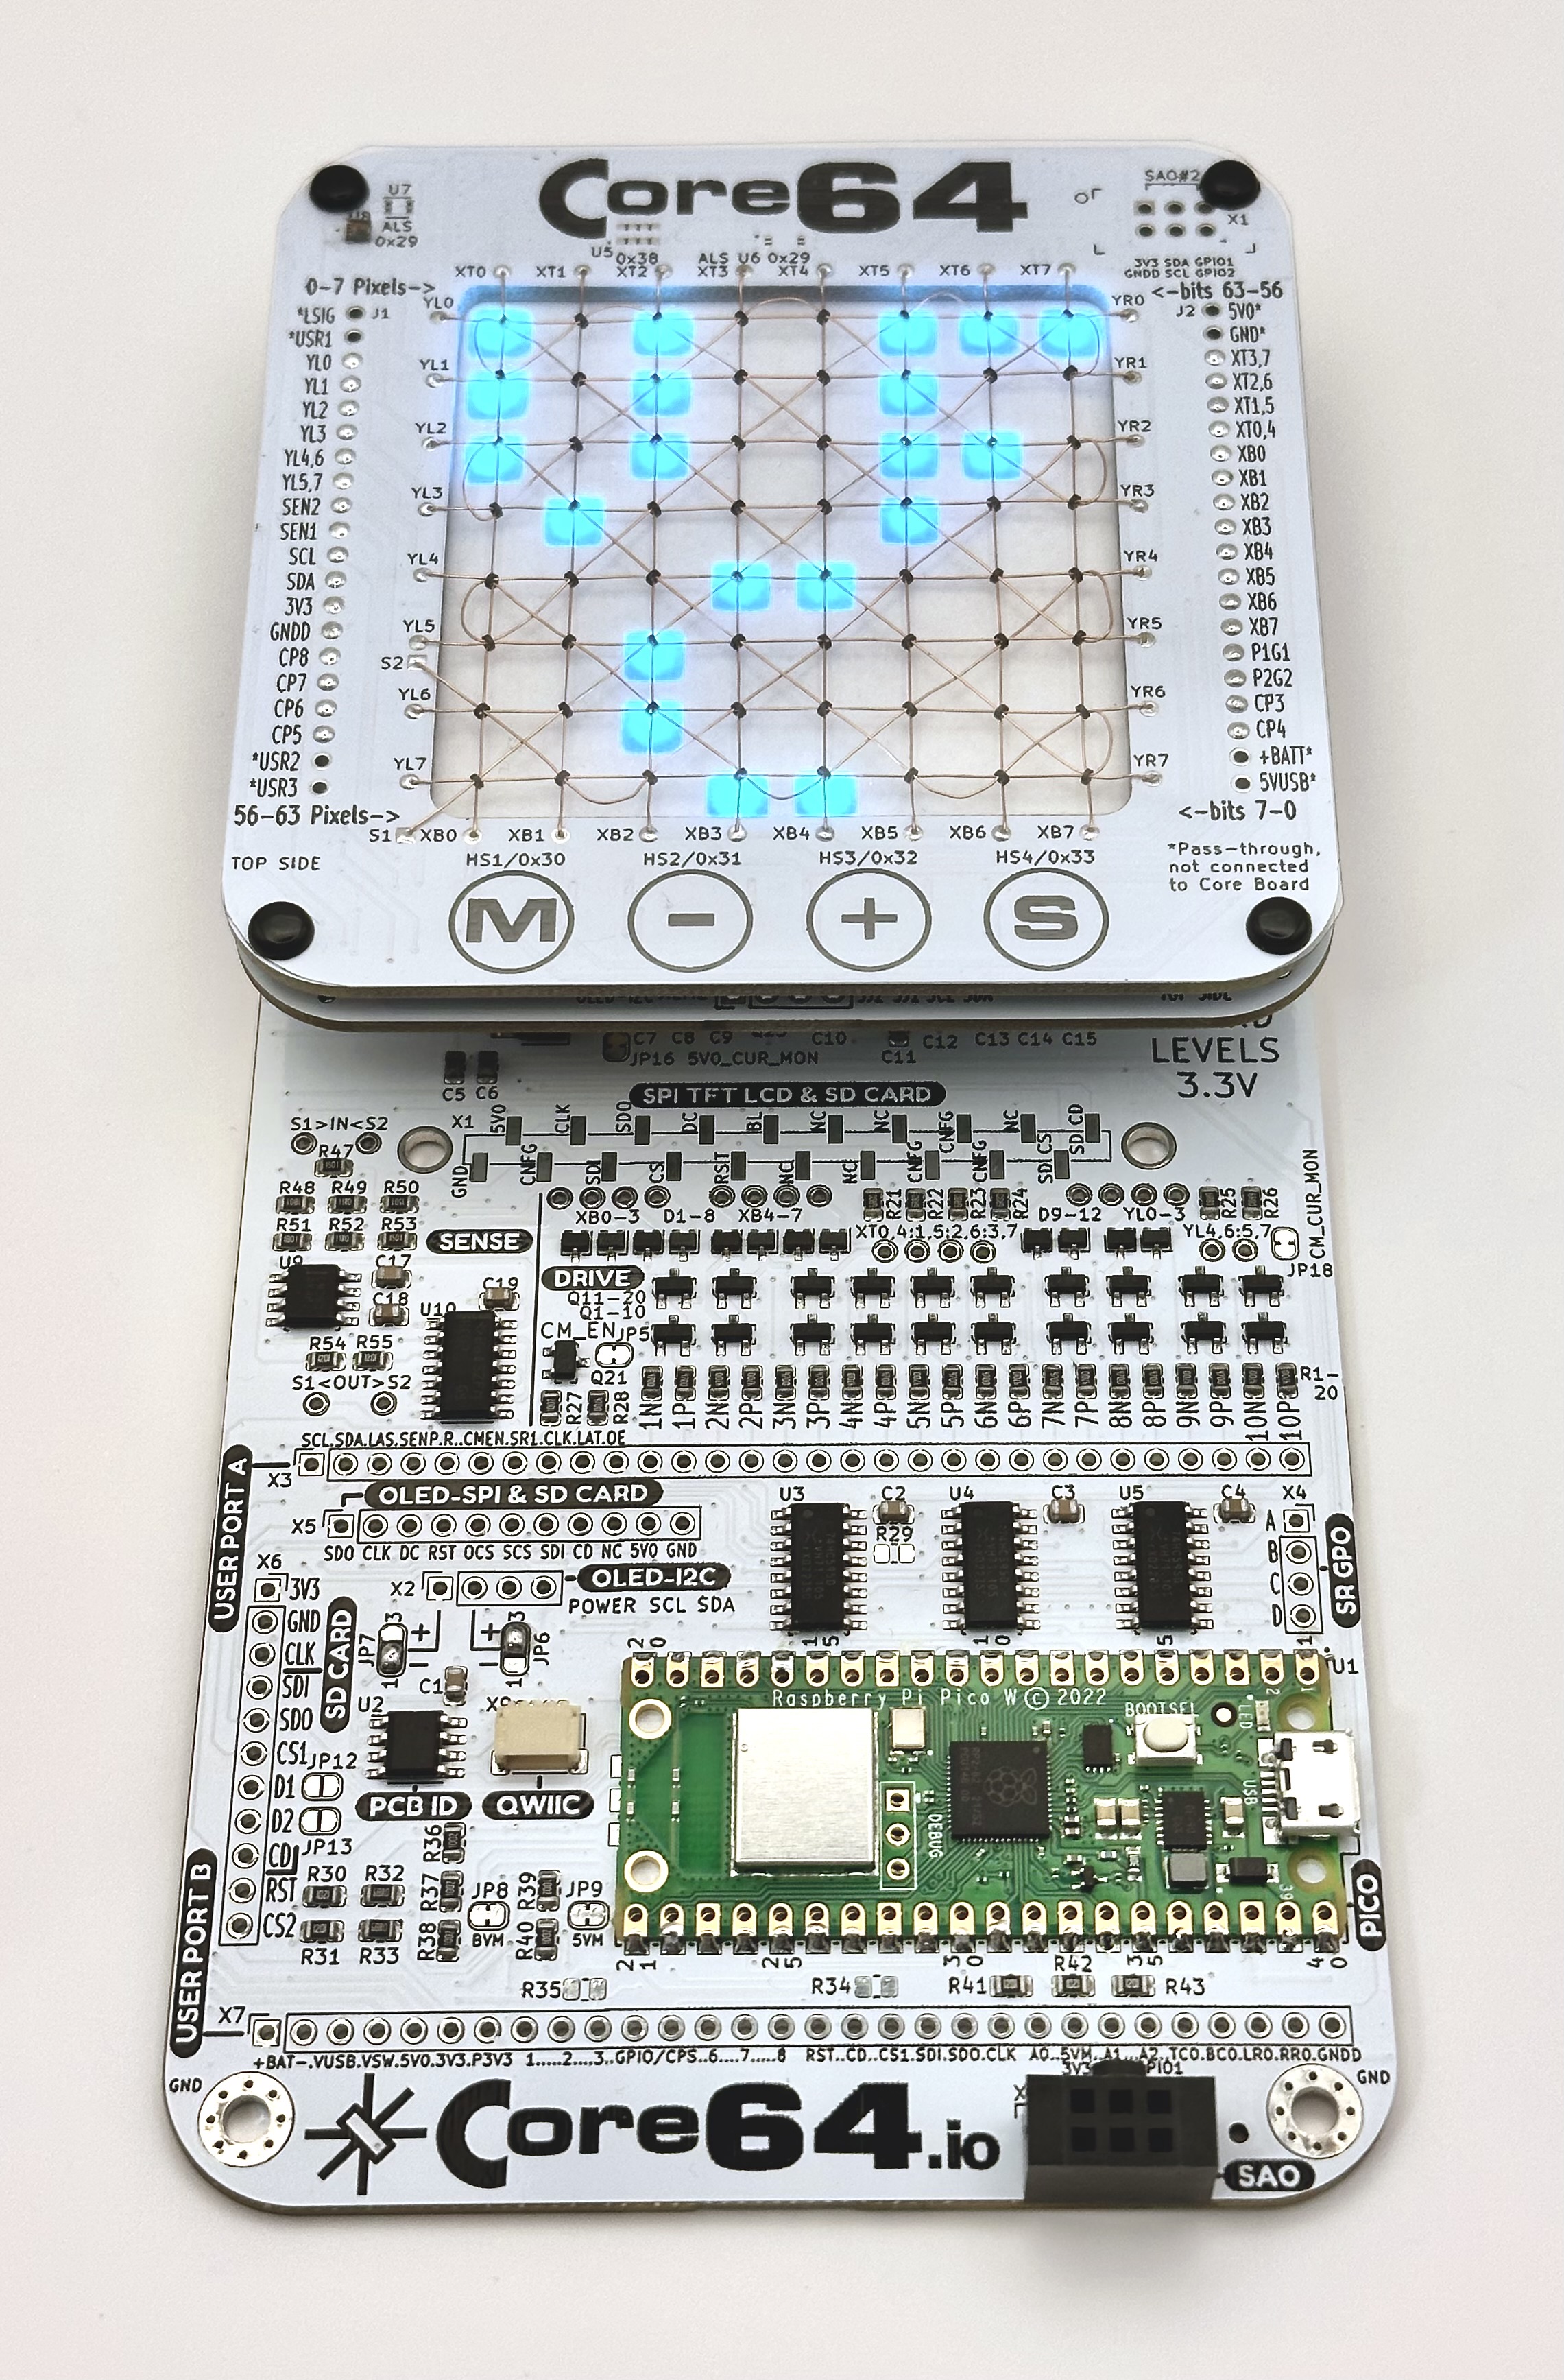 Core64
U7
ALS
0x29
U8
SAO#2
X1
U5 0x38
ALS U6 0x29
3V3 SDA GPIO1
GNDD SCL GPIO2
XT0 XT1 XT2 XT3 XT4 XT5 XT6 XT7
0-7 Pixels->
<-bits 63-56
*LSIG J1
YL0
YR0
J2 5V0*
*USR1
GND*
YL0
XT3,7
YL1
YL1
YR1
XT2,6
YL2
XT1,5
YL3
YL2
YR2
XT0,4
YL4,6
XB0
YL5,7
XB1
SEN2
YL3
YR3
XB2
SEN1
XB3
SCL
YL4
YR4
XB4
SDA
XB5
3V3
XB6
GNDD
YL5
YR5
XB7
CP8
S2
P1G1
CP7
P2G2
CP6
YL6
YR6
CP3
CP5
CP4
*USR2
YL7
YR7
+BATT*
*USR3
5VUSB*
56-63 Pixels->
<-bits 7-0
S1 XB0 XB1 XB2 XB3 XB4 XB5 XB6 XB7
TOP SIDE
HS1/0x30 HS2/0x31 HS3/0x32 HS4/0x33
*Pass-through,
not connected
to Core Board
M - + S
C7 C8 C9 C10 C11 C12 C13 C14 C15
JP16 5V0_CUR_MON
LEVELS
3.3V
C5 C6
SPI TFT LCD & SD CARD
S1>IN<S2
X1 5V0 CLK SDO DC BL NC NC CNFG NC SD_CD
GND CNFG SDI CS RST NC NC CNFG CNFG SD_CS
R47
R48 R49 R50
R51 R52 R53
SENSE
XB0-3 D1-8 XB4-7
R21 R22 R23 R24
D9-12 YL0-3
R25 R26
CM_CUR_MON
XT0,4:1,5:2,6:3,7
YL4,6:5,7
JP18
U9 C17
C18
C19
U10
DRIVE
Q11-20
Q1-10
CM_EN JP5
Q21
R54 R55
S1<OUT>S2
R27 R28
1N 1P 2N 2P 3N 3P 4N 4P 5N 5P 6N 6P 7N 7P 8N 8P 9N 9P 10N 10P
R1-
20
SCL.SDA.LAS.SENP.R..CMEN.SR1.CLK.LAT.OE
USER PORT A
X3
OLED-SPI & SD CARD
X5
SDO CLK DC RST OCS SCS SDI CD NC 5V0 GND
U3 C2 U4 C3 U5 C4 X4
R29
A
B
C
D
SR GPO
X6
3V3
X2
OLED-I2C
POWER SCL SDA
GND
CLK
SDI
SDO
CS1
D1
D2
CD
RST
CS2
SD CARD
JP7 3 1
JP6 3 1
C1
U2
JP12
JP13
PCB ID
QWIIC
U1
Raspberry Pi Pico W © 2022
BOOTSEL
LED
USB
DEBUG
PICO
R36
R30 R32 R37 JP8 R39 JP9
BVM 5VM
R31 R33 R38 R40
USER PORT B
R35 R34 R41 R42 R43
X7
+BAT-.VUSB.VSW.5V0.3V3.P3V3 1.....2....3..GPIO/CPS..6....7....8 RST..CD..CS1.SDI.SDO.CLK A0..5VM..A1...A2..TC0.BC0.LR0.RR0.GNDD
GND
GND
Core64.io
SAO